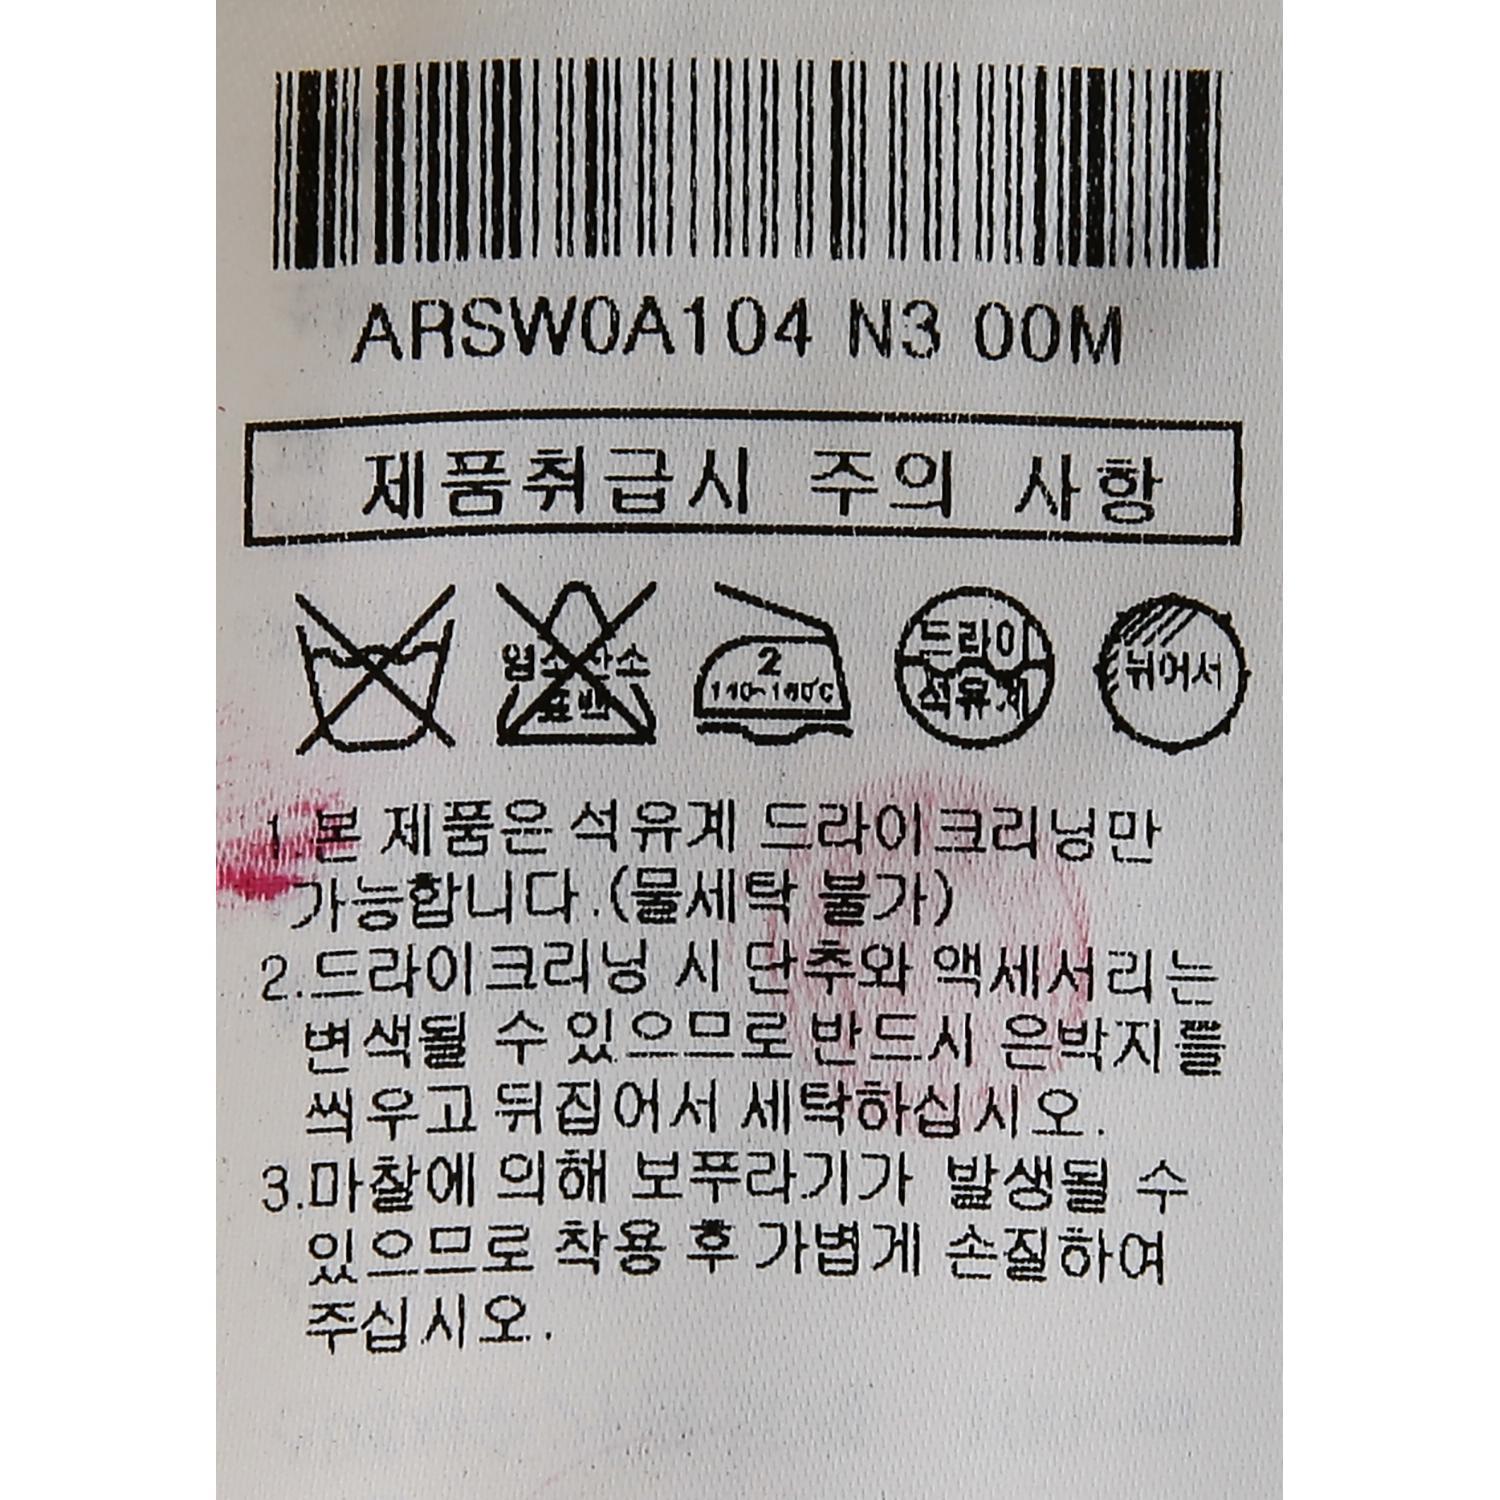 ARSW0A104 N3 00M
제품취급시 주의 사항
염소산소
표백
2
140~160℃
드라이
석유계
뉘어서
1.본 제품은 석유계 드라이크리닝만
가능합니다.(물세탁 불가)
2.드라이크리닝 시 단추와 액세서리는
변색될 수 있으므로 반드시 은박지를
씌우고 뒤집어서 세탁하십시오.
3.마찰에 의해 보푸라기가 발생될 수
있으므로 착용 후 가볍게 손질하여
주십시오.